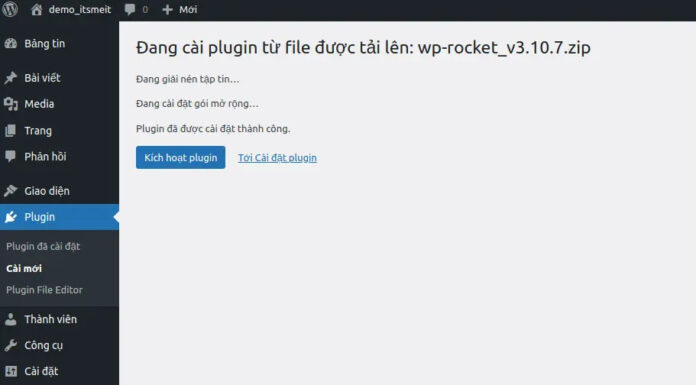 demo_itsmeit 0 Mới
Bảng tin
Bài viết
Media
Trang
Phản hồi
Giao diện
Plugin
Plugin đã cài đặt
Cài mới
Plugin File Editor
Thành viên
Công cụ
Cài đặt
Đang cài plugin từ file được tải lên: wp-rocket_v3.10.7.zip
Đang giải nén tập tin…
Đang cài đặt gói mở rộng…
Plugin đã được cài đặt thành công.
Kích hoạt plugin Tới Cài đặt plugin